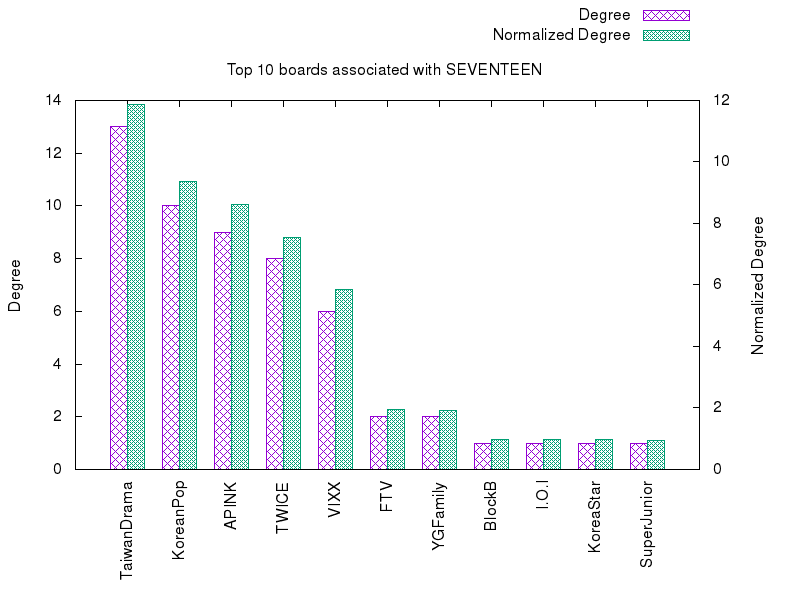 Degree
Normalized Degree
Top 10 boards associated with SEVENTEEN
14
12
10
8
6
4
2
0
12
10
8
6
4
2
0
Degree
Normalized Degree
TaiwanDrama
KoreanPop
APINK
TWICE
VIXX
FTV
YGFamily
BlockB
I.O.I
KoreaStar
SuperJunior